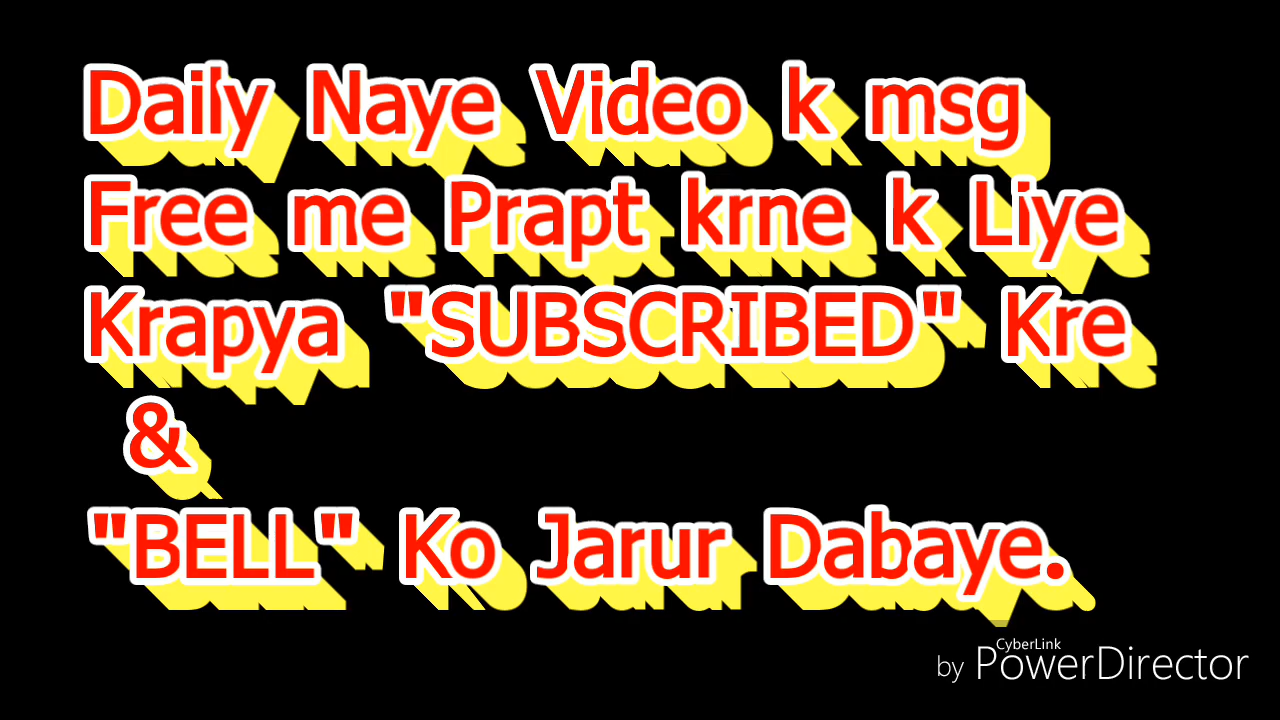 Daily Naye Video k msg
Free me Prapt krne k Liye
Krapya "SUBSCRIBED" Kre
&
"BELL" Ko Jarur Dabaye.
CyberLink
by PowerDirector